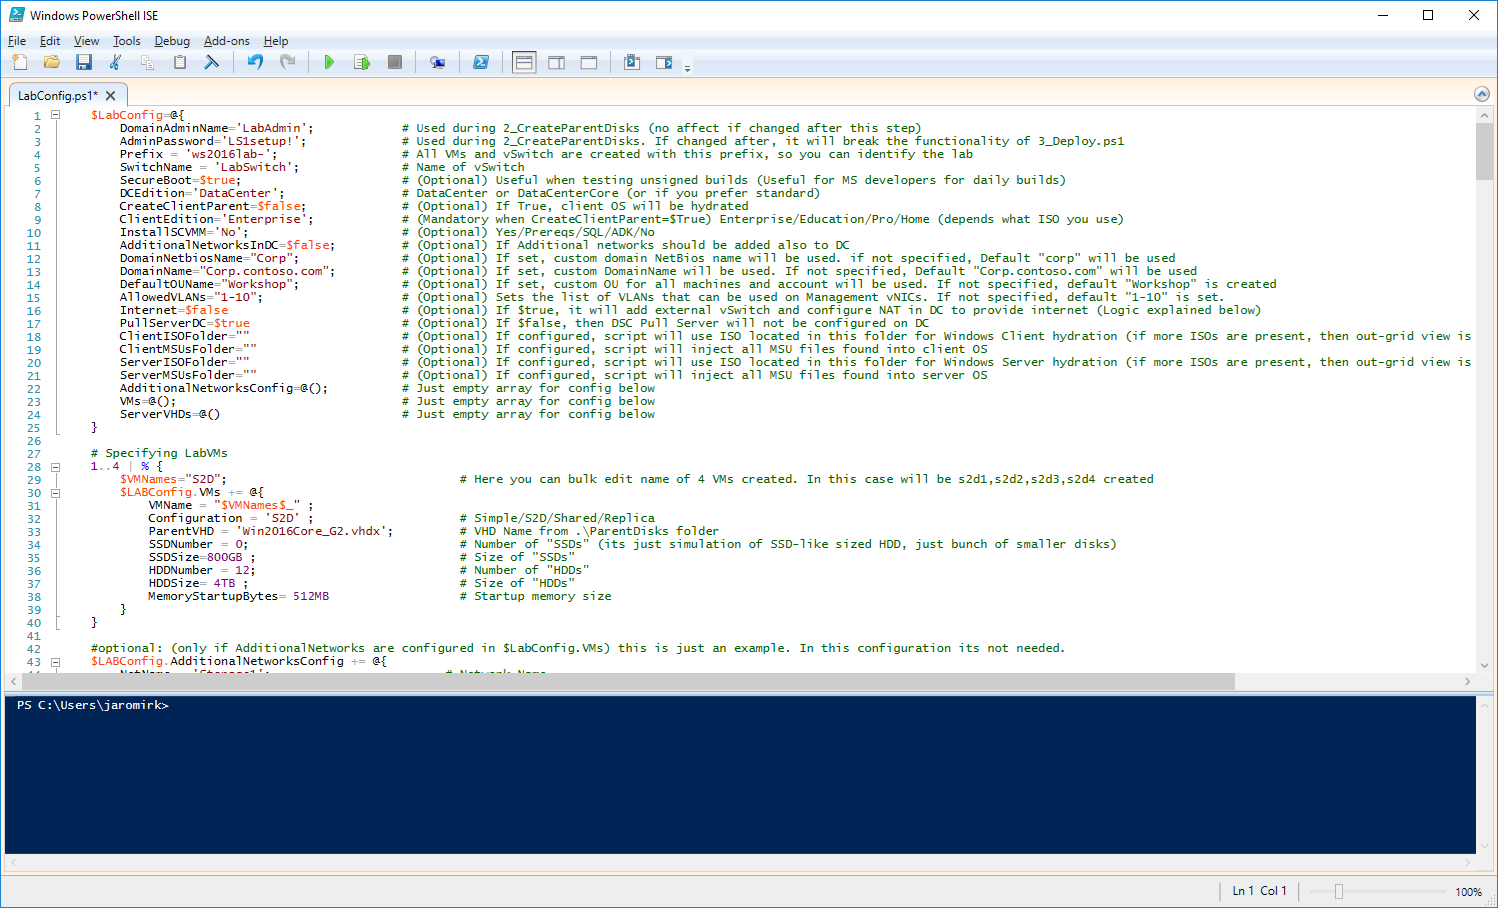 Windows PowerShell ISE
File Edit View Tools Debug Add-ons Help
LabConfig.ps1* X
1 $LabConfig=@{
2 DomainAdminName='LabAdmin'; # Used during 2_CreateParentDisks (no affect if changed after this step)
3 AdminPassword='LS1setup!'; # Used during 2_CreateParentDisks. If changed after, it will break the functionality of 3_Deploy.ps1
4 Prefix = 'ws2016lab-'; # All VMs and vSwitch are created with this prefix, so you can identify the lab
5 SwitchName = 'LabSwitch'; # Name of vSwitch
6 SecureBoot=$true; # (Optional) Useful when testing unsigned builds (Useful for MS developers for daily builds)
7 DCEdition='DataCenter'; # DataCenter or DataCenterCore (or if you prefer standard)
8 CreateClientParent=$false; # (Optional) If True, client OS will be hydrated
9 ClientEdition='Enterprise'; # (Mandatory when CreateClientParent=$True) Enterprise/Education/Pro/Home (depends what ISO you use)
10 InstallSCVMM='No'; # (Optional) Yes/Prereqs/SQL/ADK/No
11 AdditionalNetworksInDC=$false; # (Optional) If Additional networks should be added also to DC
12 DomainNetbiosName="Corp"; # (Optional) If set, custom domain NetBios name will be used. if not specified, Default "corp" will be used
13 DomainName="Corp.contoso.com"; # (Optional) If set, custom DomainName will be used. If not specified, Default "Corp.contoso.com" will be used
14 DefaultOUName="Workshop"; # (Optional) If set, custom OU for all machines and account will be used. If not specified, default "Workshop" is created
15 AllowedVLANs="1-10"; # (Optional) Sets the list of VLANs that can be used on Management vNICs. If not specified, default "1-10" is set.
16 Internet=$false # (Optional) If $true, it will add external vSwitch and configure NAT in DC to provide internet (Logic explained below)
17 PullServerDC=$true # (Optional) If $false, then DSC Pull Server will not be configured on DC
18 ClientISOFolder="" # (Optional) If configured, script will use ISO located in this folder for Windows Client hydration (if more ISOs are present, then out-grid view is
19 ClientMSUsFolder="" # (Optional) If configured, script will inject all MSU files found into client OS
20 ServerISOFolder="" # (Optional) If configured, script will use ISO located in this folder for Windows Server hydration (if more ISOs are present, then out-grid view is
21 ServerMSUsFolder="" # (Optional) If configured, script will inject all MSU files found into server OS
22 AdditionalNetworksConfig=@(); # Just empty array for config below
23 VMs=@(); # Just empty array for config below
24 ServerVHDs=@() # Just empty array for config below
25 }
26
27 # Specifying LabVMs
28 1..4 | % {
29 $VMNames="S2D"; # Here you can bulk edit name of 4 VMs created. In this case will be s2d1,s2d2,s2d3,s2d4 created
30 $LABConfig.VMs += @{
31 VMName = "$VMNames$_" ;
32 Configuration = 'S2D' ; # Simple/S2D/Shared/Replica
33 ParentVHD = 'Win2016Core_G2.vhdx'; # VHD Name from .\ParentDisks folder
34 SSDNumber = 0; # Number of "SSDs" (its just simulation of SSD-like sized HDD, just bunch of smaller disks)
35 SSDSize=800GB ; # Size of "SSDs"
36 HDDNumber = 12; # Number of "HDDs"
37 HDDSize= 4TB ; # Size of "HDDs"
38 MemoryStartupBytes= 512MB # Startup memory size
39 }
40 }
41
42 #optional: (only if AdditionalNetworks are configured in $LabConfig.VMs) this is just an example. In this configuration its not needed.
43 $LABConfig.AdditionalNetworksConfig += @{
PS C:\Users\jaromirk>
Ln 1 Col 1 100%